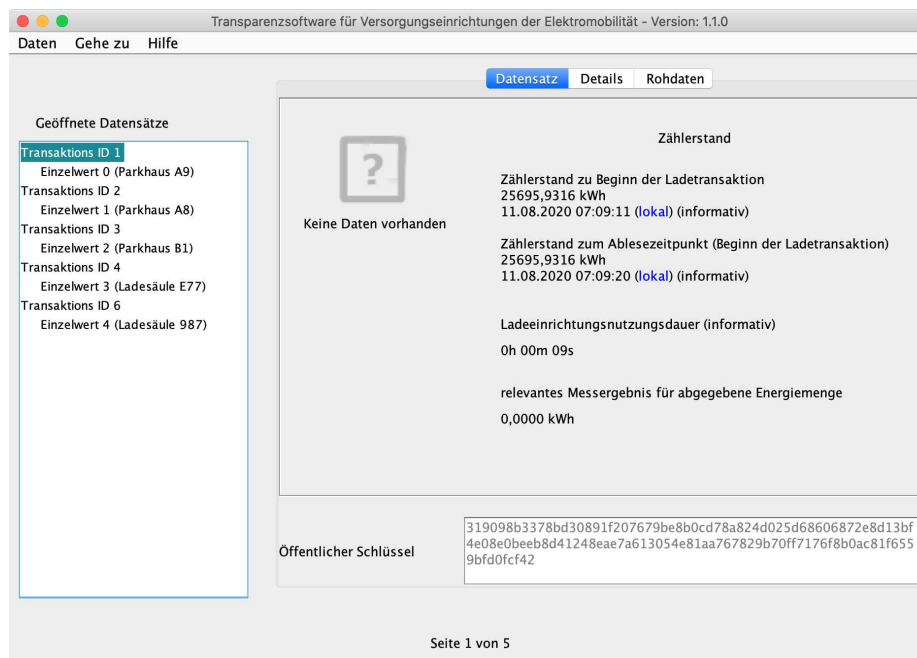 Transparenzsoftware für Versorgungseinrichtungen der Elektromobilität - Version: 1.1.0
Daten Gehe zu Hilfe
Datensatz Details Rohdaten
Geöffnete Datensätze
Transaktions ID 1
Einzelwert 0 (Parkhaus A9)
Transaktions ID 2
Einzelwert 1 (Parkhaus A8)
Transaktions ID 3
Einzelwert 2 (Parkhaus B1)
Transaktions ID 4
Einzelwert 3 (Ladesäule E77)
Transaktions ID 6
Einzelwert 4 (Ladesäule 987)
?
Keine Daten vorhanden
Zählerstand
Zählerstand zu Beginn der Ladetransaktion
25695,9316 kWh
11.08.2020 07:09:11 (lokal) (informativ)
Zählerstand zum Ablesezeitpunkt (Beginn der Ladetransaktion)
25695,9316 kWh
11.08.2020 07:09:20 (lokal) (informativ)
Ladeeinrichtungsnutzungsdauer (informativ)
0h 00m 09s
relevantes Messergebnis für abgegebene Energiemenge
0,0000 kWh
Öffentlicher Schlüssel
319098b3378bd30891f207679be8b0cd78a824d025d68606872e8d13bf
4e08e0beeb8d41248eae7a613054e81aa767829b70ff7176f8b0ac81f655
9bfd0fcf42
Seite 1 von 5